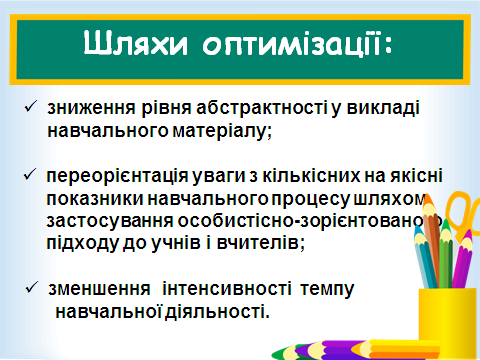 Шляхи оптимізації:
✓ зниження рівня абстрактності у викладі
навчального матеріалу;
✓ переорієнтація уваги з кількісних на якісні
показники навчального процесу шляхом
застосування особистісно-зорієнтованого
підходу до учнів і вчителів;
✓ зменшення інтенсивності темпу
навчальної діяльності.